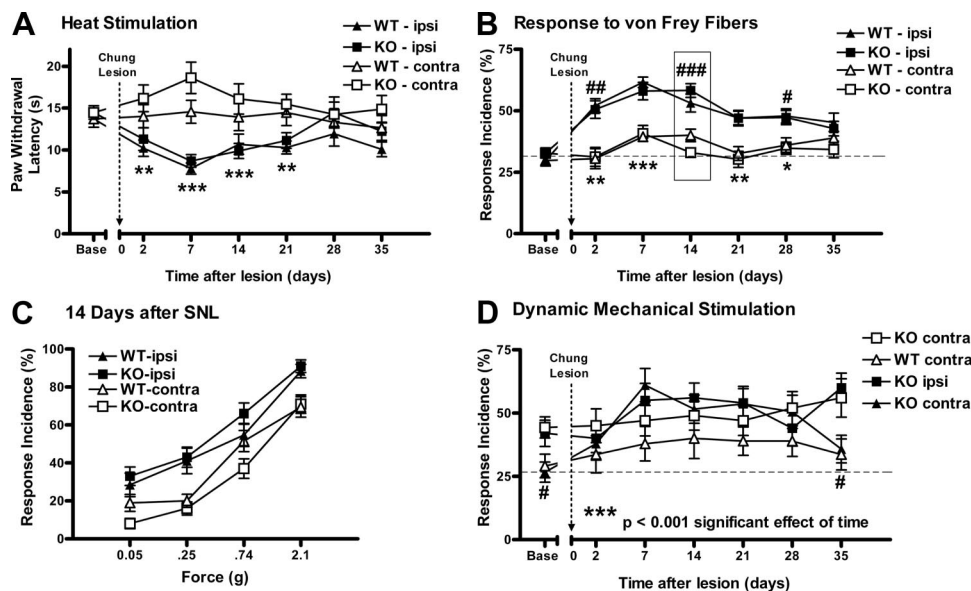 A Heat Stimulation
Chung
Lesion
WT - ipsi
KO - ipsi
WT - contra
KO - contra
Paw Withdrawal
Latency (s)
20
15
10
5
0
** *** *** **
Base 0 2 7 14 21 28 35
Time after lesion (days)
B Response to von Frey Fibers
Chung
Lesion
WT - ipsi
KO - ipsi
WT - contra
KO - contra
Response Incidence (%)
75
50
25
0
## ### #
** *** ** *
Base 0 2 7 14 21 28 35
Time after lesion (days)
C 14 Days after SNL
WT-ipsi
KO-ipsi
WT-contra
KO-contra
Response Incidence (%)
100
80
60
40
20
0
0.05 .25 .74 2.1
Force (g)
D Dynamic Mechanical Stimulation
Chung
Lesion
KO contra
WT contra
KO ipsi
KO contra
Response Incidence (%)
75
50
25
0
# #
*** p < 0.001 significant effect of time
Base 0 2 7 14 21 28 35
Time after lesion (days)